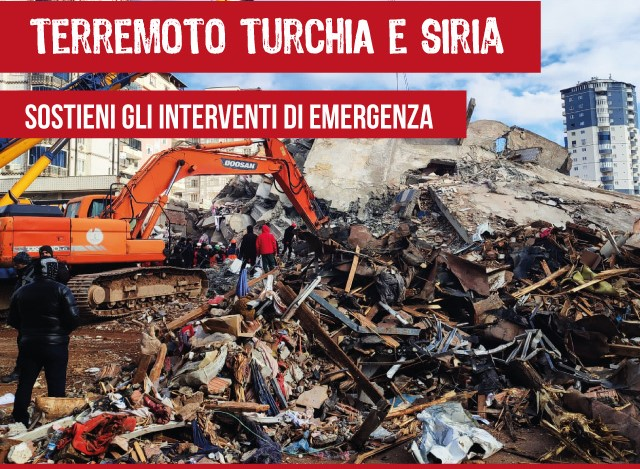 TERREMOTO TURCHIA E SIRIA
SOSTIENI GLI INTERVENTI DI EMERGENZA
DOOSAN